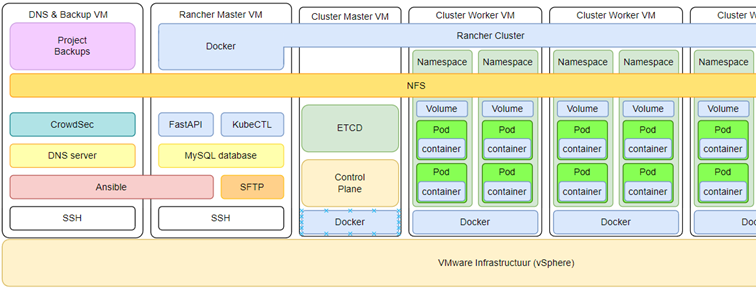 DNS & Backup VM
Rancher Master VM
Cluster Master VM
Cluster Worker VM
Cluster Worker VM
Cluster W
Project
Backups
Docker
Rancher Cluster
Namespace
Namespace
Namespace
Namespace
Namespace
NFS
CrowdSec
FastAPI
KubeCTL
ETCD
Volume
Volume
Volume
Volume
Volume
Pod
container
Pod
container
Pod
container
Pod
container
Pod
container
DNS server
MySQL database
Ansible
SFTP
Control
Plane
Pod
container
Pod
container
Pod
container
Pod
container
Pod
container
SSH
SSH
Docker
Docker
Docker
Doc
VMware Infrastructuur (vSphere)